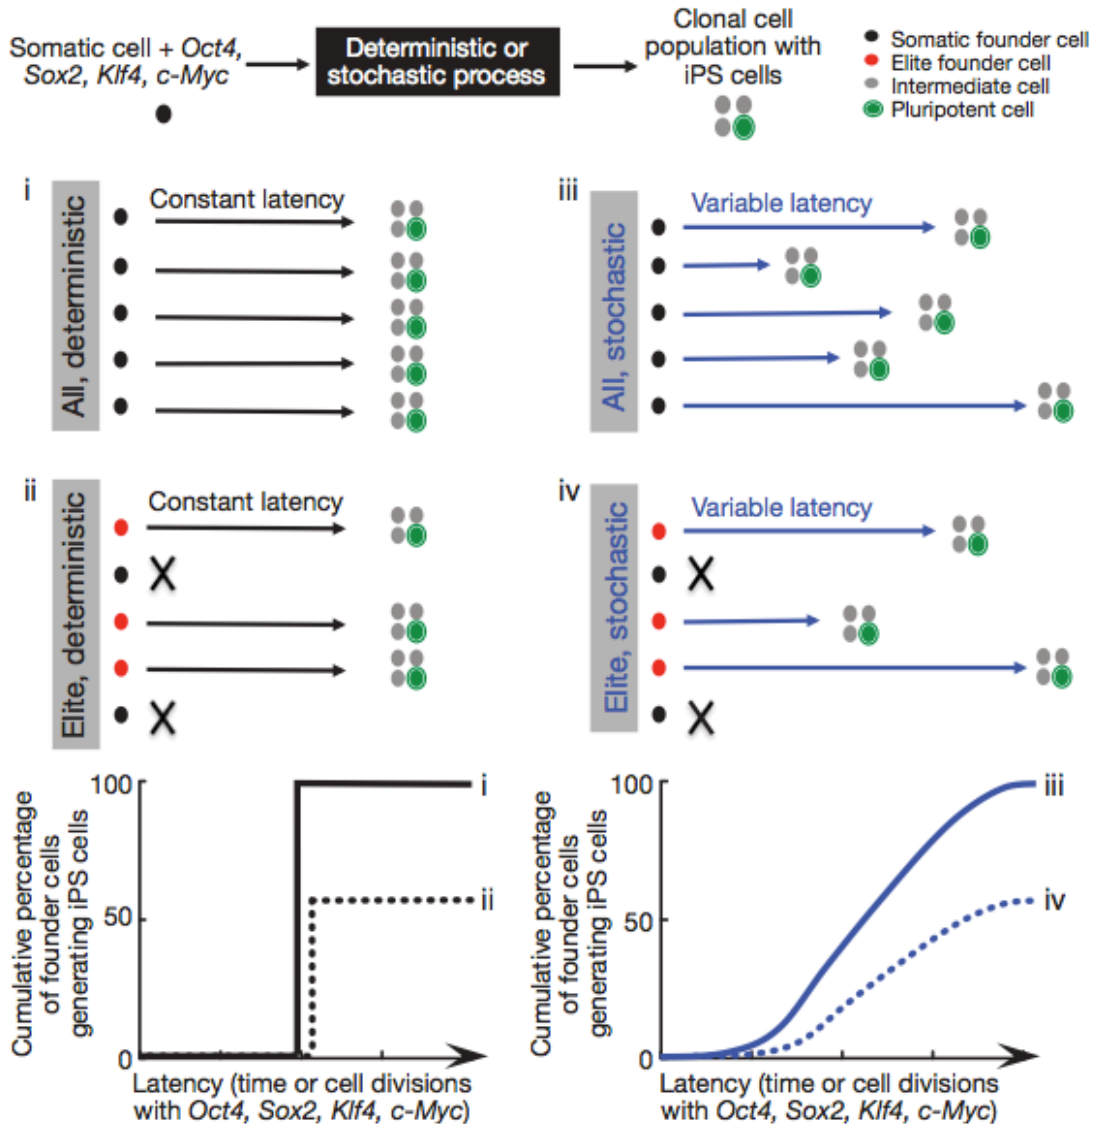 Somatic cell + Oct4,
Sox2, Klf4, c-Myc
Deterministic or
stochastic process
Clonal cell
population with
iPS cells
Somatic founder cell
Elite founder cell
Intermediate cell
Pluripotent cell
i
All, deterministic
Constant latency
iii
All, stochastic
Variable latency
ii
Elite, deterministic
Constant latency
X
X
iv
Elite, stochastic
Variable latency
X
X
Cumulative percentage
of founder cells
generating iPS cells
100
50
0
i
ii
Latency (time or cell divisions
with Oct4, Sox2, Klf4, c-Myc)
Cumulative percentage
of founder cells
generating iPS cells
100
50
0
iii
iv
Latency (time or cell divisions
with Oct4, Sox2, Klf4, c-Myc)